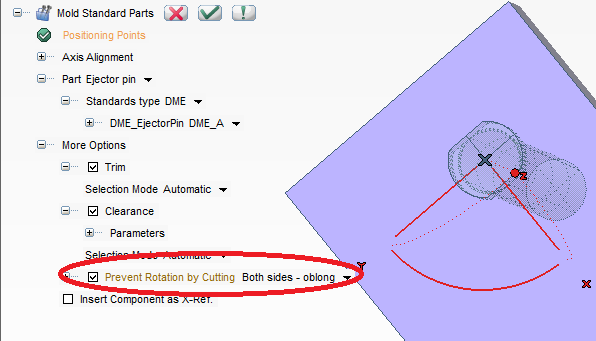 Mold Standard Parts
Positioning Points
Axis Alignment
Part Ejector pin
Standards type DME
DME_EjectorPin DME_A
More Options
Trim
Selection Mode Automatic
Clearance
Parameters
Selection Mode Automatic
Prevent Rotation by Cutting Both sides - oblong
Insert Component as X-Ref.
Z
Y
X